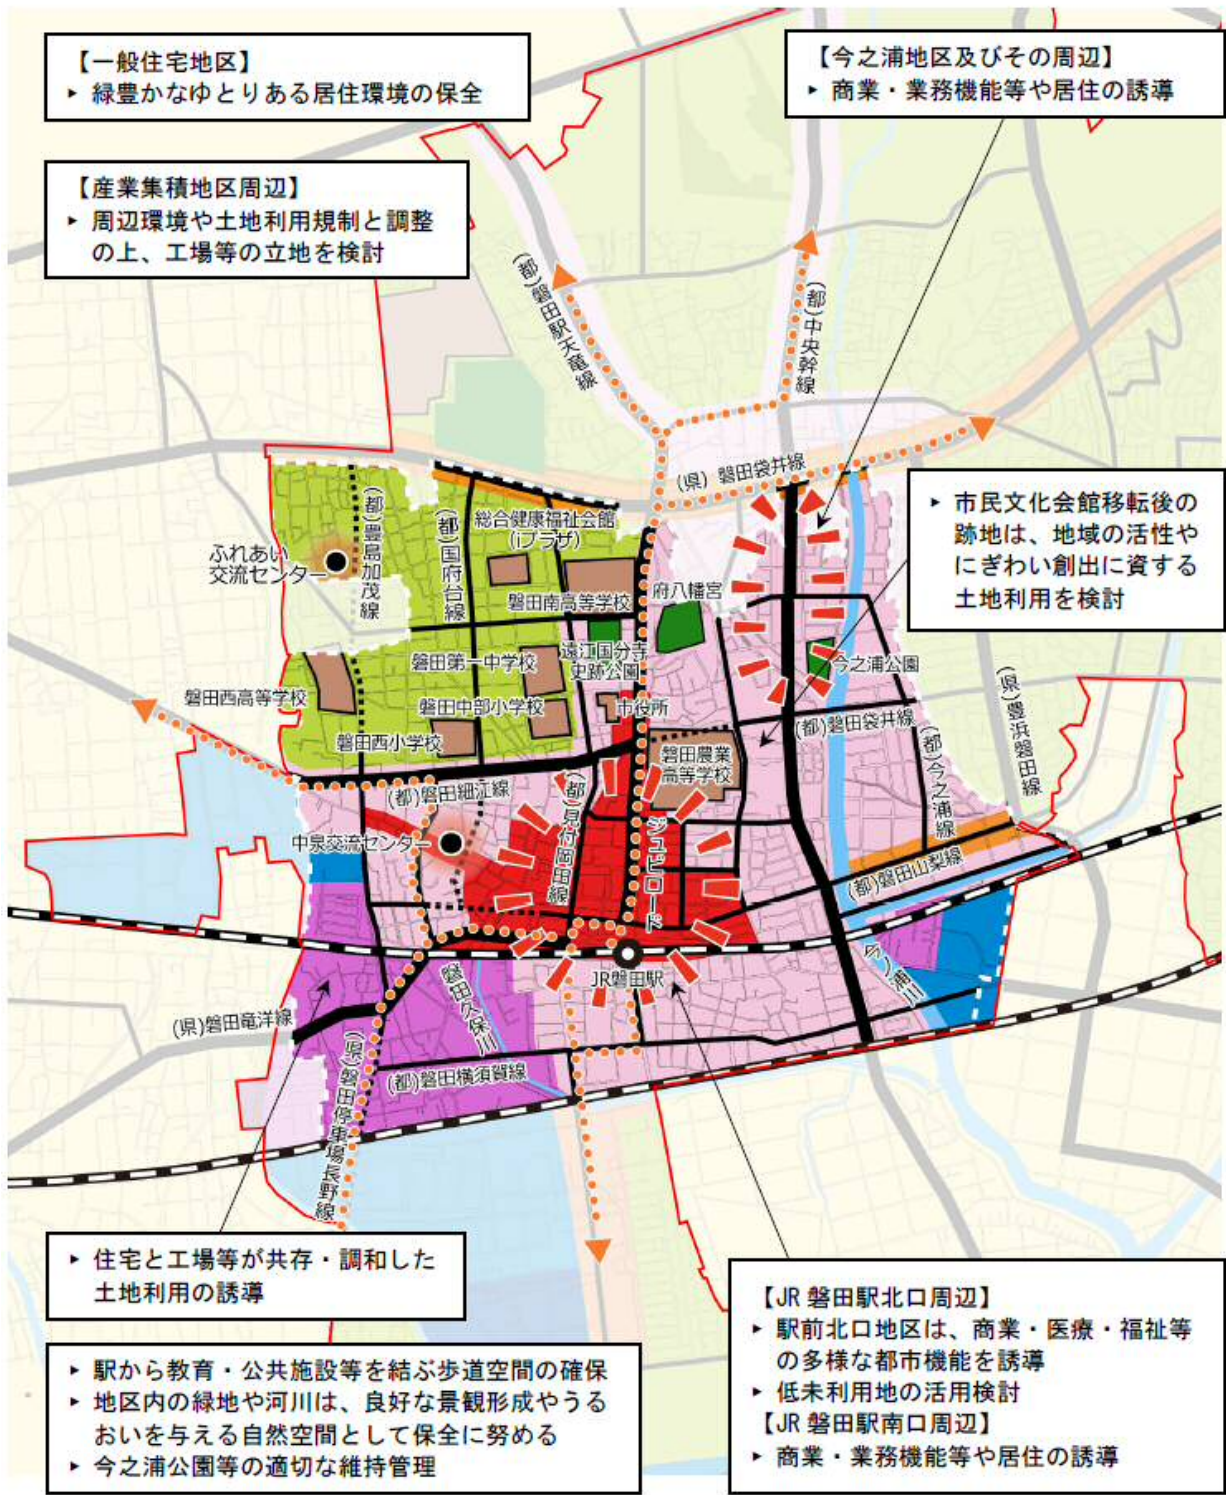 【一般住宅地区】
▸ 緑豊かなゆとりある居住環境の保全
【今之浦地区及びその周辺】
▸ 商業・業務機能等や居住の誘導
【産業集積地区周辺】
▸ 周辺環境や土地利用規制と調整
の上、工場等の立地を検討
(都)磐田駅天竜線
(都)中央幹線
(県)磐田袋井線
▸ 市民文化会館移転後の
跡地は、地域の活性や
にぎわい創出に資する
土地利用を検討
(都)豊島加茂線
(都)国府台線
総合健康福祉会館
(iプラザ)
ふれあい
交流センター
磐田南高等学校
府八幡宮
遠江国分寺
史跡公園
磐田第一中学校
今之浦公園
磐田西高等学校
磐田中部小学校
市役所
(都)磐田袋井線
(県)豊浜磐田線
磐田西小学校
磐田農業
高等学校
(都)今之浦線
(都)磐田細江線
(都)見付岡田線
ジュビロード
中泉交流センター
(都)磐田山梨線
JR磐田駅
磐田久保川
今ノ浦川
(県)磐田竜洋線
(県)磐田停車場長野線
(都)磐田横須賀線
▸ 住宅と工場等が共存・調和した
土地利用の誘導
▸ 駅から教育・公共施設等を結ぶ歩道空間の確保
▸ 地区内の緑地や河川は、良好な景観形成やうる
おいを与える自然空間として保全に努める
▸ 今之浦公園等の適切な維持管理
【JR 磐田駅北口周辺】
▸ 駅前北口地区は、商業・医療・福祉等
の多様な都市機能を誘導
▸ 低未利用地の活用検討
【JR 磐田駅南口周辺】
▸ 商業・業務機能等や居住の誘導